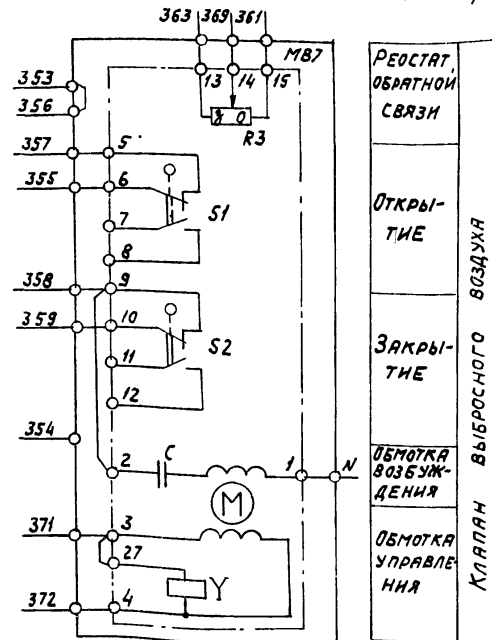 363 369 361
МВ7
13 14 15
З О
R3
353
356
357 5
355 6
7
8
S1
358 9
359 10
11
12
S2
354
2 C 1 N
М
371 3
27
Y
372 4
РЕОСТАТ
ОБРАТНОЙ
СВЯЗИ
ОТКРЫ-
ТИЕ
ЗАКРЫ-
ТИЕ
ОБМОТКА
ВОЗБУЖ-
ДЕНИЯ
ОБМОТКА
УПРАВЛЕ-
НИЯ
КЛАПАН ВЫБРОСНОГО ВОЗДУХА